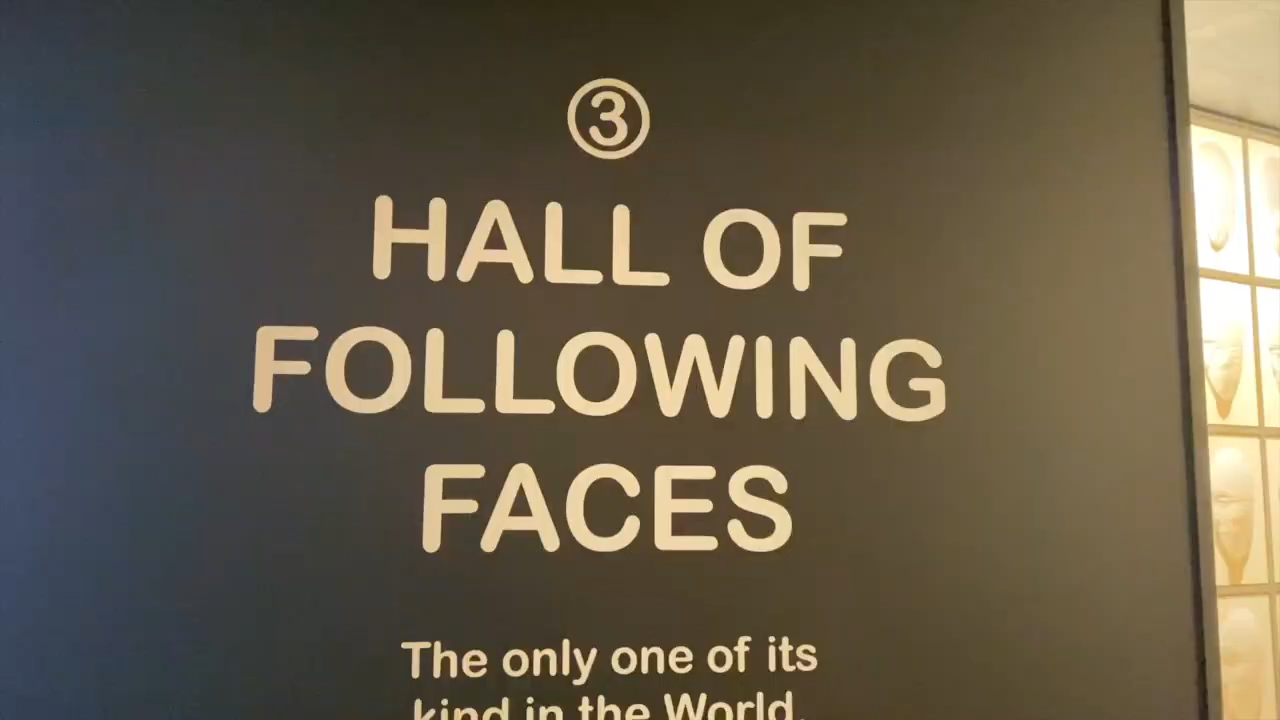 ③
HALL OF
FOLLOWING
FACES
The only one of its
kind in the World.